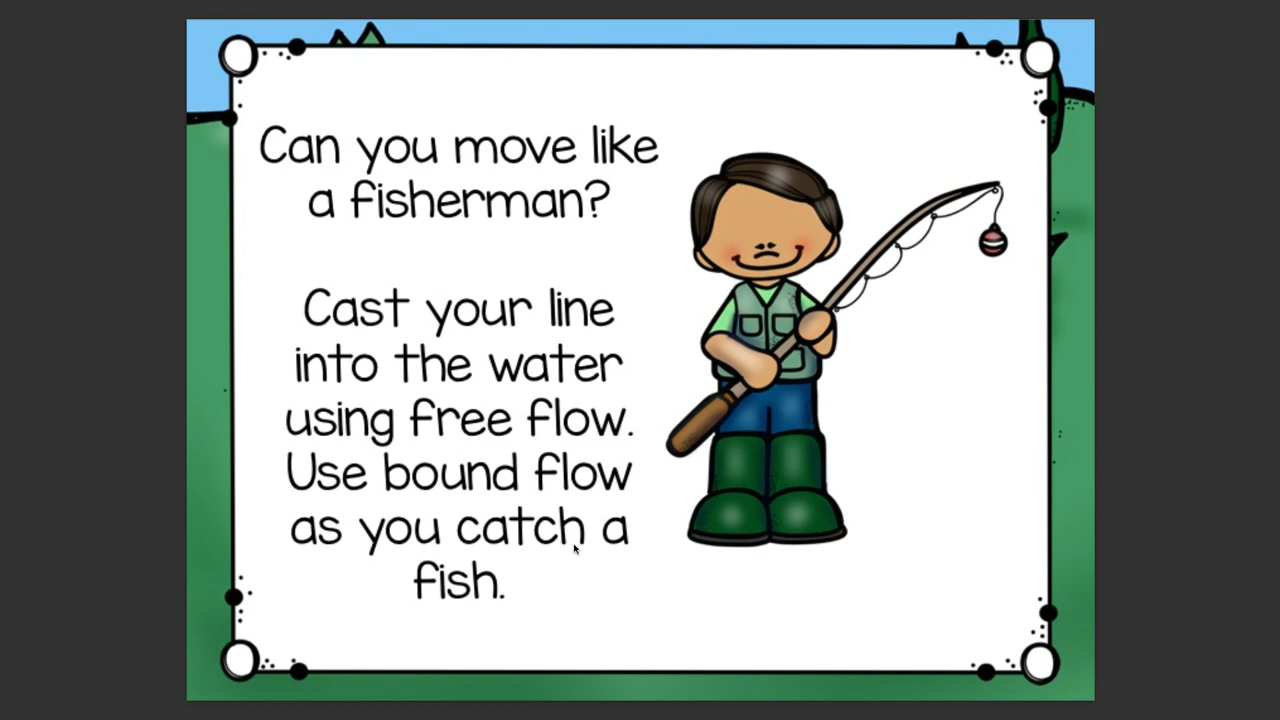 Can you move like
a fisherman?
Cast your line
into the water
using free flow.
Use bound flow
as you catch a
fish.